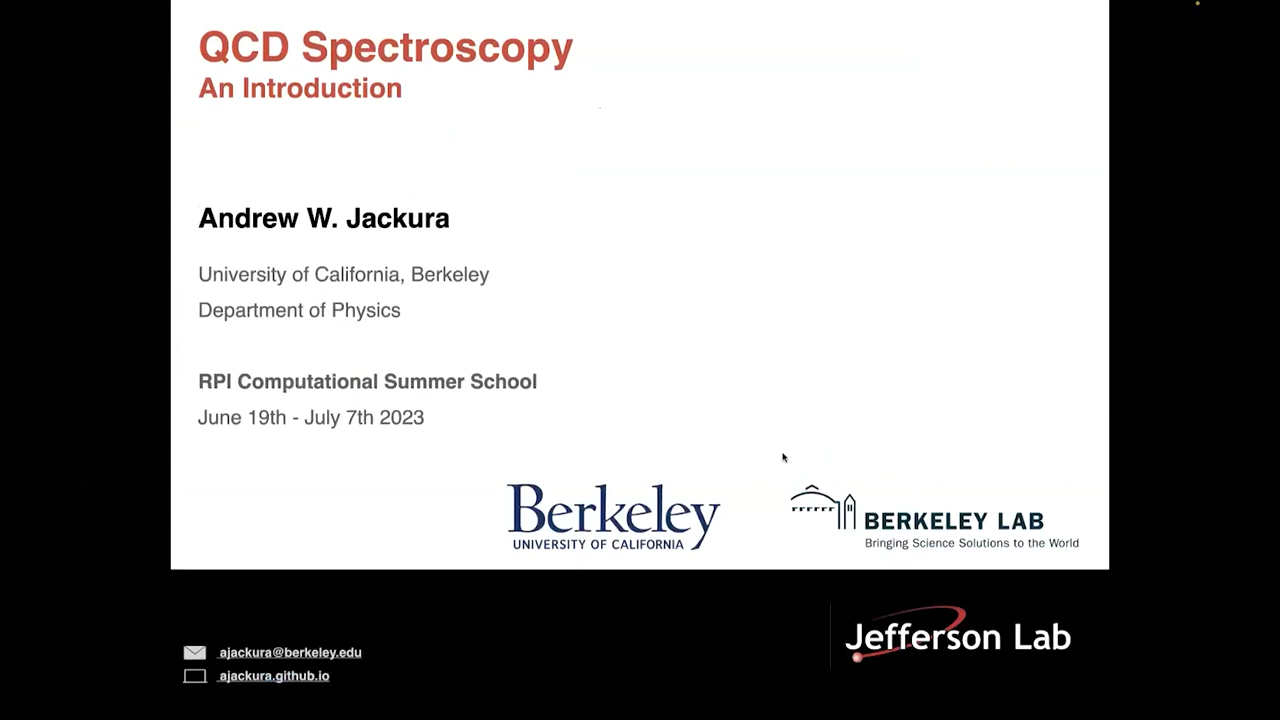 QCD Spectroscopy
An Introduction
Andrew W. Jackura
University of California, Berkeley
Department of Physics
RPI Computational Summer School
June 19th - July 7th 2023
Berkeley
UNIVERSITY OF CALIFORNIA
BERKELEY LAB
Bringing Science Solutions to the World
Jefferson Lab
ajackura@berkeley.edu
ajackura.github.io